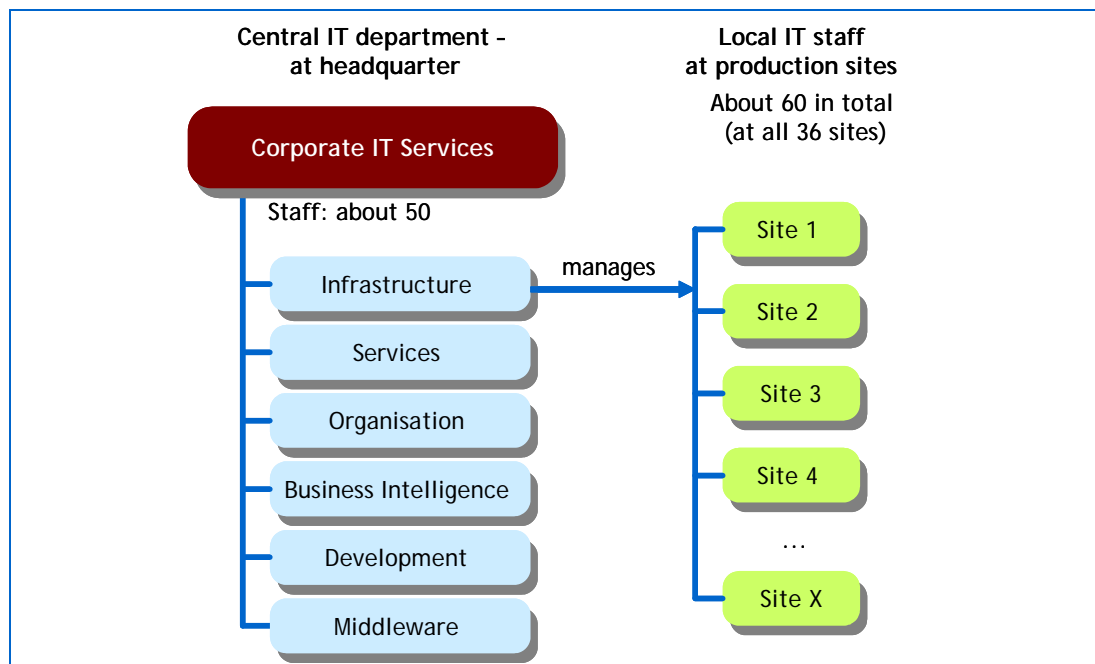 Central IT department -
at headquarter
Corporate IT Services
Staff: about 50
Infrastructure
Services
Organisation
Business Intelligence
Development
Middleware
manages
Local IT staff
at production sites
About 60 in total
(at all 36 sites)
Site 1
Site 2
Site 3
Site 4
...
Site X